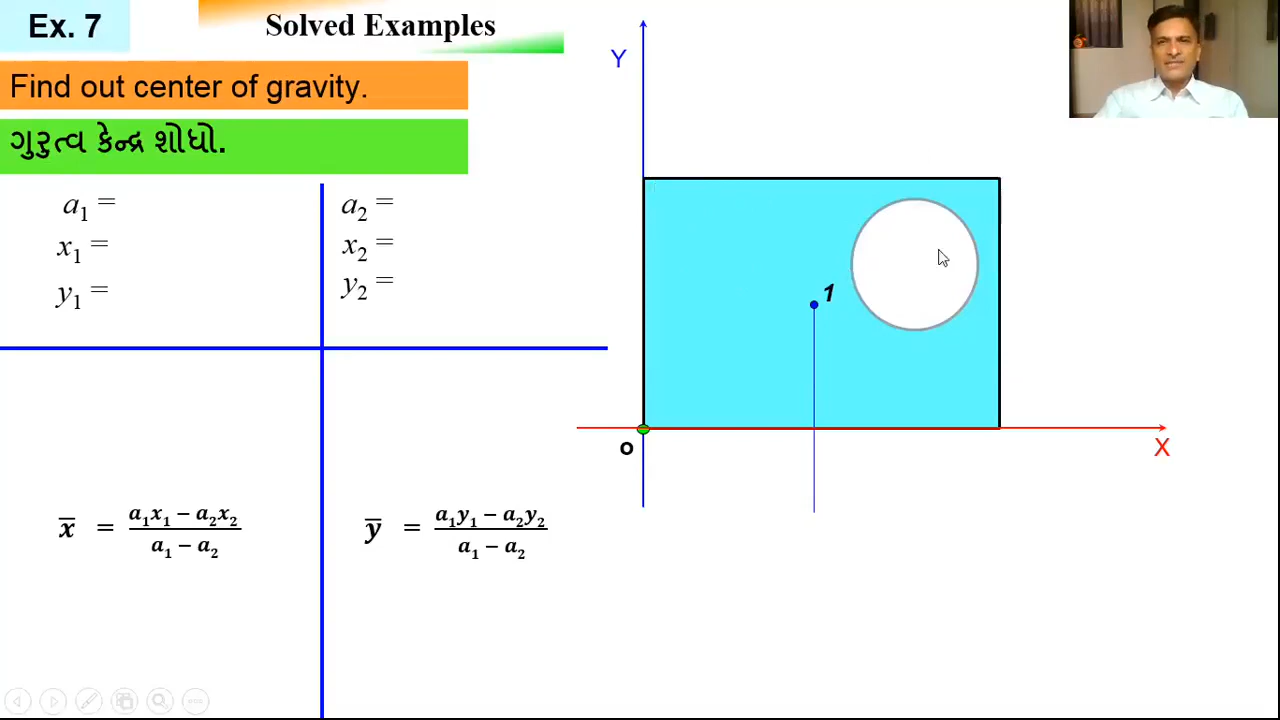 Ex. 7
Solved Examples
Find out center of gravity.
ગુરુત્વ કેન્દ્ર શોધો.
a₁ =
x₁ =
y₁ =
a₂ =
x₂ =
y₂ =
x̅ = (a₁x₁ − a₂x₂) / (a₁ − a₂)
y̅ = (a₁y₁ − a₂y₂) / (a₁ − a₂)
Y
1
o
X